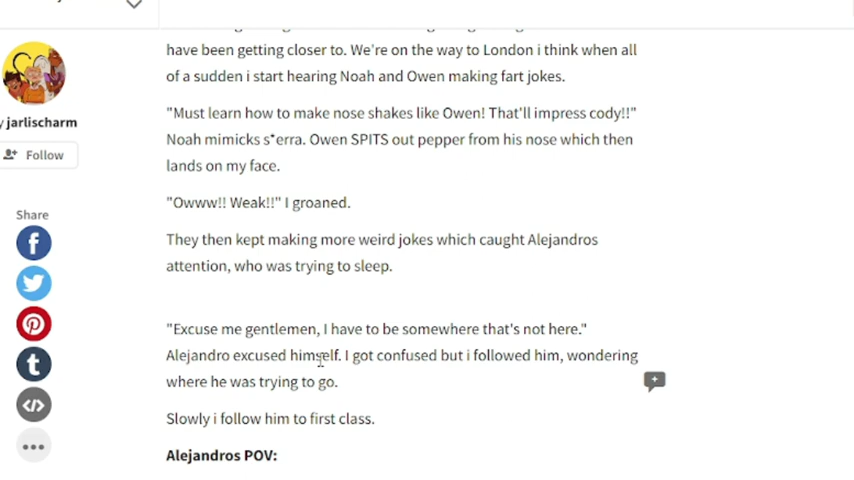 have been getting closer to. We're on the way to London i think when all
of a sudden i start hearing Noah and Owen making fart jokes.
"Must learn how to make nose shakes like Owen! That'll impress cody!!"
Noah mimicks s*erra. Owen SPITS out pepper from his nose which then
lands on my face.
"Owww!! Weak!!" I groaned.
They then kept making more weird jokes which caught Alejandros
attention, who was trying to sleep.
"Excuse me gentlemen, I have to be somewhere that's not here."
Alejandro excused himself. I got confused but i followed him, wondering
where he was trying to go.
Slowly i follow him to first class.
Alejandros POV:
y jarlischarm
Follow
Share